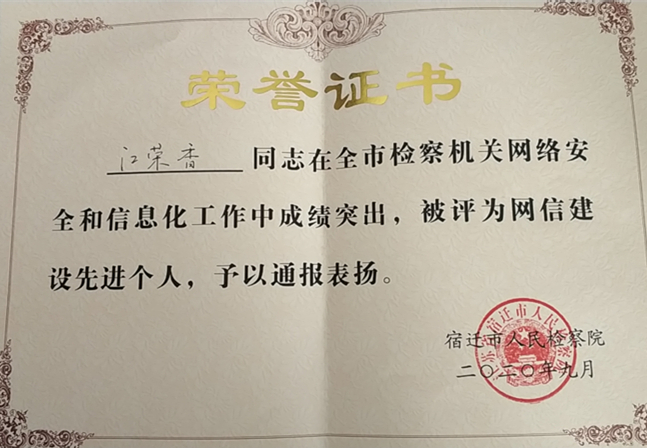 荣誉证书
江荣香 同志在全市检察机关网络安
全和信息化工作中成绩突出，被评为网信建
设先进个人，予以通报表扬。
宿迁市人民检察院
二〇二〇年九月